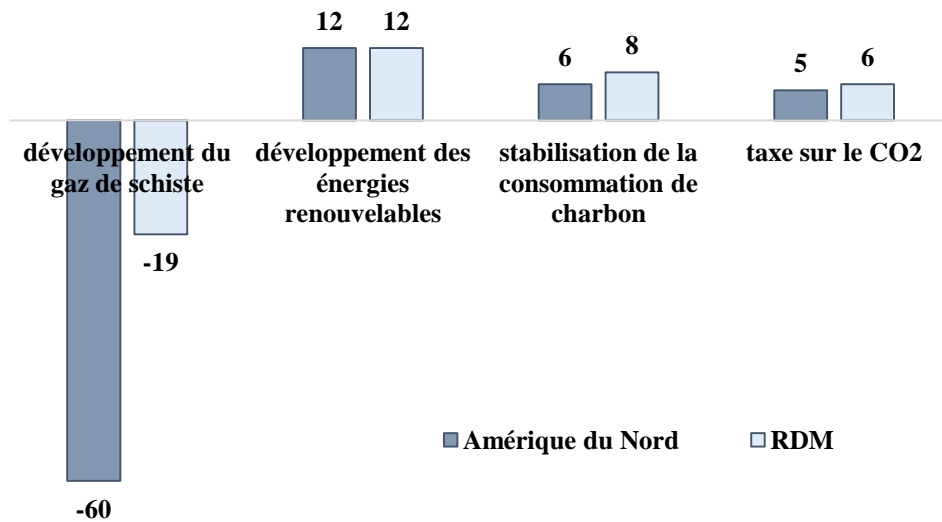 12 12
6 8
5 6
développement du
gaz de schiste
développement des
énergies
renouvelables
stabilisation de la
consommation de
charbon
taxe sur le CO2
-19
Amérique du Nord RDM
-60